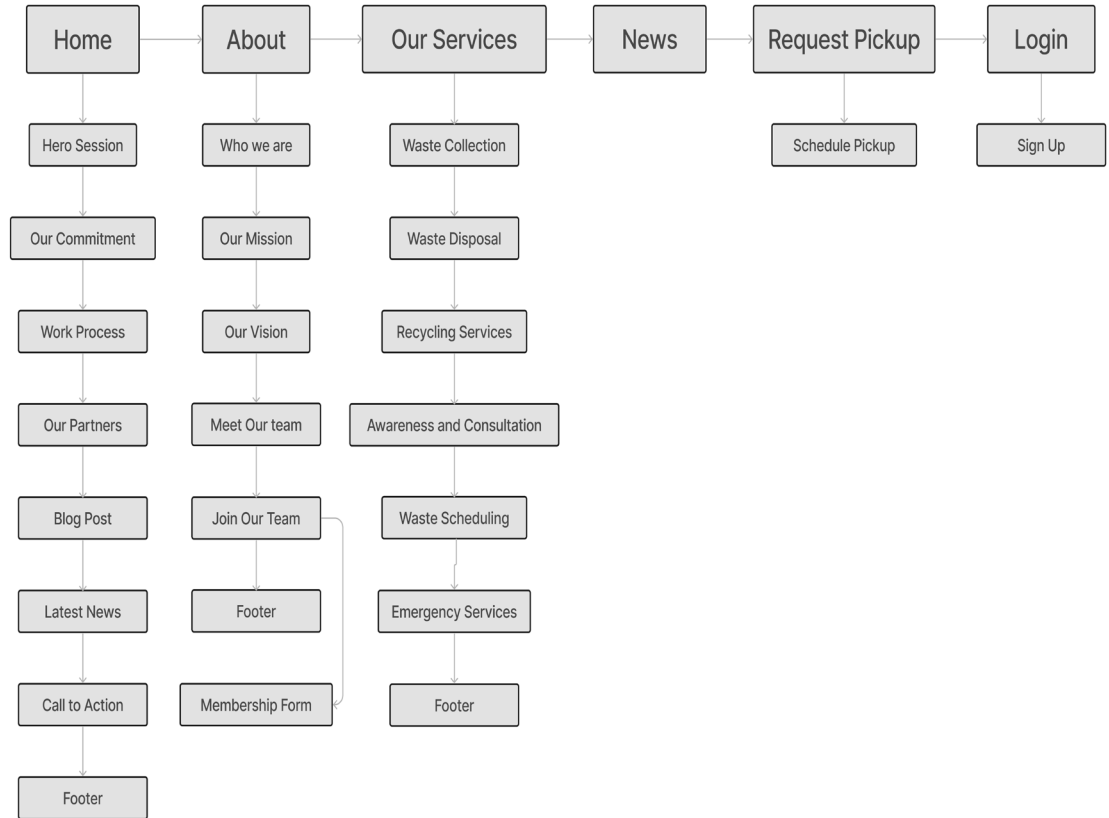 Home
About
Our Services
News
Request Pickup
Login
Hero Session
Who we are
Waste Collection
Schedule Pickup
Sign Up
Our Commitment
Our Mission
Waste Disposal
Work Process
Our Vision
Recycling Services
Our Partners
Meet Our team
Awareness and Consultation
Blog Post
Join Our Team
Waste Scheduling
Latest News
Footer
Emergency Services
Call to Action
Membership Form
Footer
Footer